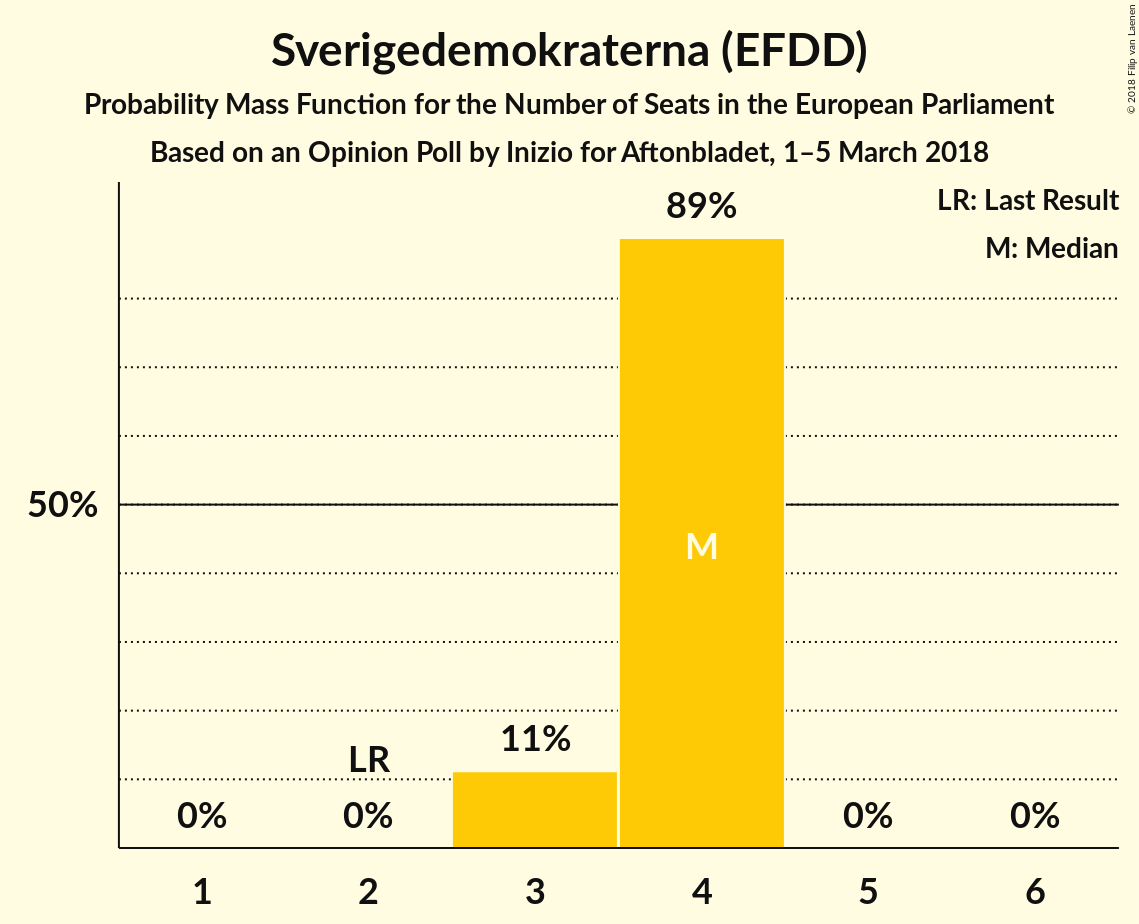 Sverigedemokraterna (EFDD)
Probability Mass Function for the Number of Seats in the European Parliament
Based on an Opinion Poll by Inizio for Aftonbladet, 1–5 March 2018
© 2018 Filip van Laenen
LR: Last Result
M: Median
89%
50%
M
11%
LR
0% 0% 0% 0%
1 2 3 4 5 6